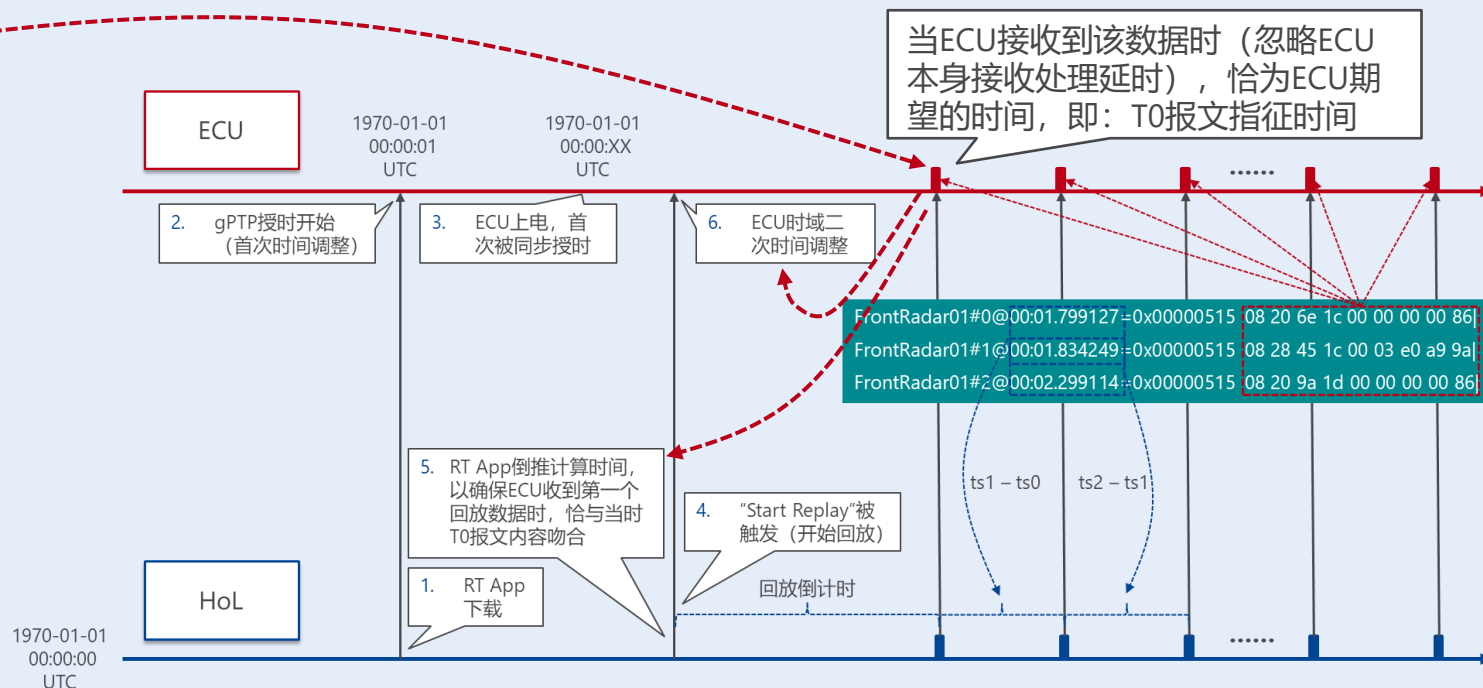 当ECU接收到该数据时（忽略ECU
本身接收处理延时），恰为ECU期
望的时间，即：T0报文指征时间
ECU
1970-01-01
00:00:01
UTC
1970-01-01
00:00:XX
UTC
......
2. gPTP授时开始
（首次时间调整）
3. ECU上电，首
次被同步授时
6. ECU时域二
次时间调整
FrontRadar01#0@00:01.799127=0x00000515 |08 20 6e 1c 00 00 00 00 86|
FrontRadar01#1@00:01.834249=0x00000515 |08 28 45 1c 00 03 e0 a9 9a|
FrontRadar01#2@00:02.299114=0x00000515 |08 20 9a 1d 00 00 00 00 86|
5. RT App倒推计算时间，
以确保ECU收到第一个
回放数据时，恰与当时
T0报文内容吻合
ts1 – ts0
ts2 – ts1
4. “Start Replay”被
触发（开始回放）
1. RT App
下载
回放倒计时
HoL
1970-01-01
00:00:00
UTC
......